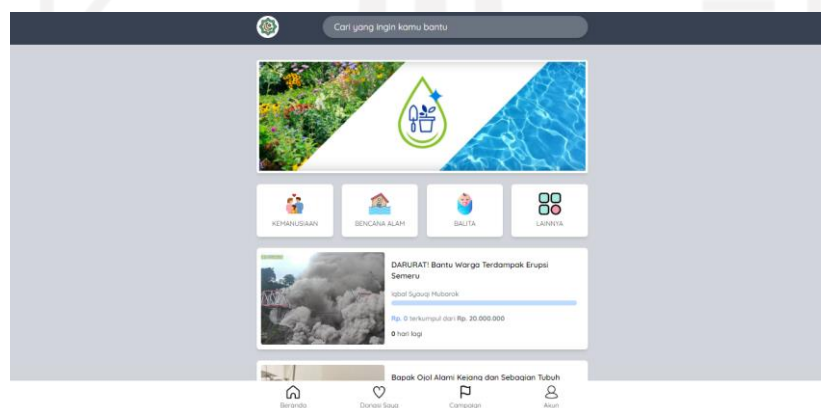 Cari yang ingin kamu bantu
KEMANUSIAAN
BENCANA ALAM
BALITA
LAINNYA
DARURAT! Bantu Warga Terdampak Erupsi
Semeru
Iqbal Syauqi Mubarok
Rp. 0 terkumpul dari Rp. 20.000.000
0 hari lagi
Bapak Ojol Alami Kejang dan Sebagian Tubuh
Beranda
Donasi Saya
Campaign
Akun